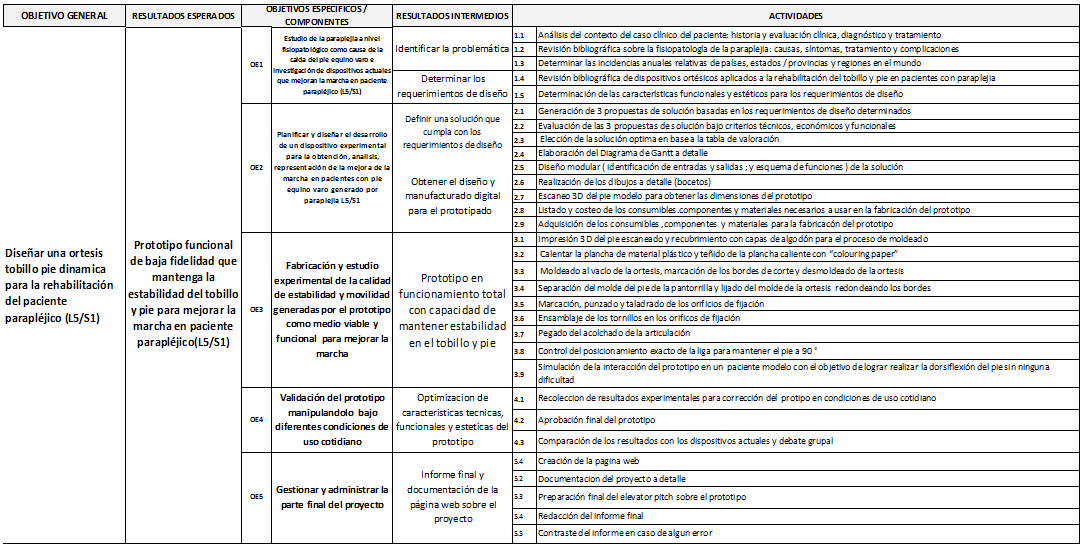 OBJETIVO GENERAL
RESULTADOS ESPERADOS
OBJETIVOS ESPECIFICOS /
COMPONENTES
RESULTADOS INTERMEDIOS
ACTIVIDADES
Diseñar una ortesis
tobillo pie dinamica
para la rehabilitación
del paciente
parapléjico (L5/S1)
Prototipo funcional
de baja fidelidad que
mantenga la
estabilidad del tobillo
y pie para mejorar la
marcha en paciente
parapléjico(L5/S1)
OE1
Estudio de la paraplejia a nivel
fisiopatológico como causa de la
caída del pie equino varo e
investigación de dispositivos actuales
que mejoran la marcha en paciente
parapléjico (L5/S1)
Identificar la problemática
1.1 Análisis del contexto del caso clínico del paciente: historia y evaluación clínica, diagnóstico y tratamiento
1.2 Revisión bibliográfica sobre la fisiopatología de la paraplejia: causas, síntomas, tratamiento y complicaciones
1.3 Determinar las incidencias anuales relativas de países, estados /provincias y regiones en el mundo
Determinar los
requerimientos de diseño
1.4 Revisión bibliográfica de dispositivos ortésicos aplicados a la rehabilitación del tobillo y pie en pacientes con paraplejia
1.5 Determinación de las características funcionales y estéticos para los requerimientos de diseño
OE2
Planificar y diseñar el desarrollo
de un dispositivo experimental
para la obtención, analisis,
representación de la mejora de la
marcha en pacientes con pie
equino varo generado por
paraplejia L5/S1
Definir una solución que
cumpla con los
requerimientos de diseño
Obtener el diseño y
manufacturado digital
para el prototipado
2.1 Generación de 3 propuestas de solución basadas en los requerimientos de diseño determinados
2.2 Evaluación de las 3 propuestas de solución bajo criterios técnicos, económicos y funcionales
2.3 Elección de la solución optima en base a la tabla de valoración
2.4 Elaboración del Diagrama de Gantt a detalle
2.5 Diseño modular ( identificación de entradas y salidas ; y esquema de funciones ) de la solución
2.6 Realización de los dibujos a detalle (bocetos)
2.7 Escaneo 3D del pie modelo para obtener las dimensiones del prototipo
2.8 Listado y costeo de los consumibles ,componentes y materiales necesarios a usar en la fabricación del prototipo
2.9 Adquisición de los consumibles ,componentes y materiales para la fabricacón del prototipo
OE3
Fabricación y estudio
experimental de la calidad
de estabilidad y movilidad
generadas por el prototipo
como medio viable y
funcional para mejorar la
marcha
Prototipo en
funcionamiento total
con capacidad de
mantener estabilidad
en el tobillo y pie
3.1 Impresión 3D del pie escaneado y recubrimiento con capas de algodón para el proceso de moldeado
3.2 Calentar la plancha de material plástico y teñido de la plancha caliente con “colouring paper”
3.3 Moldeado al vacío de la ortesis, marcación de los bordes de corte y desmoldeado de la ortesis
3.4 Separación del molde del pie de la pantorrilla y lijado del molde de la ortesis redondeando los bordes
3.5 Marcación, punzado y taladrado de los orificios de fijación
3.6 Ensamblaje de los tornillos en los orificos de fijación
3.7 Pegado del acolchado de la articulación
3.8 Control del posicionamiento exacto de la liga para mantener el pie a 90 °
3.9 Simulación de la interacción del prototipo en un paciente modelo con el objetivo de lograr realizar la dorsiflexión del pie sin ninguna
dificultad
OE4
Validación del prototipo
manipulandolo bajo
diferentes condiciones de
uso cotidiano
Optimizacion de
caracteristicas tecnicas,
funcionales y esteticas del
prototipo
4.1 Recoleccion de resultados experimentales para corrección del protipo en condiciones de uso cotidiano
4.2 Aprobación final del prototipo
4.3 Comparación de los resultados con los dispositivos actuales y debate grupal
OE5
Gestionar y administrar la
parte final del proyecto
Informe final y
documentación de la
página web sobre el
proyecto
5.4 Creación de la pagina web
5.2 Documentacion del proyecto a detalle
5.3 Preparación final del elevator pitch sobre el prototipo
5.4 Redacción del informe final
5.5 Contraste del informe en caso de algun error